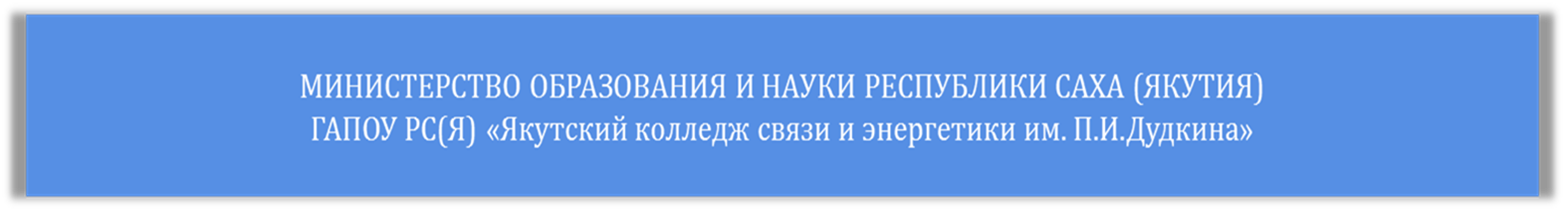 МИНИСТЕРСТВО ОБРАЗОВАНИЯ И НАУКИ РЕСПУБЛИКИ САХА (ЯКУТИЯ)
ГАПОУ РС(Я) «Якутский колледж связи и энергетики им. П.И.Дудкина»